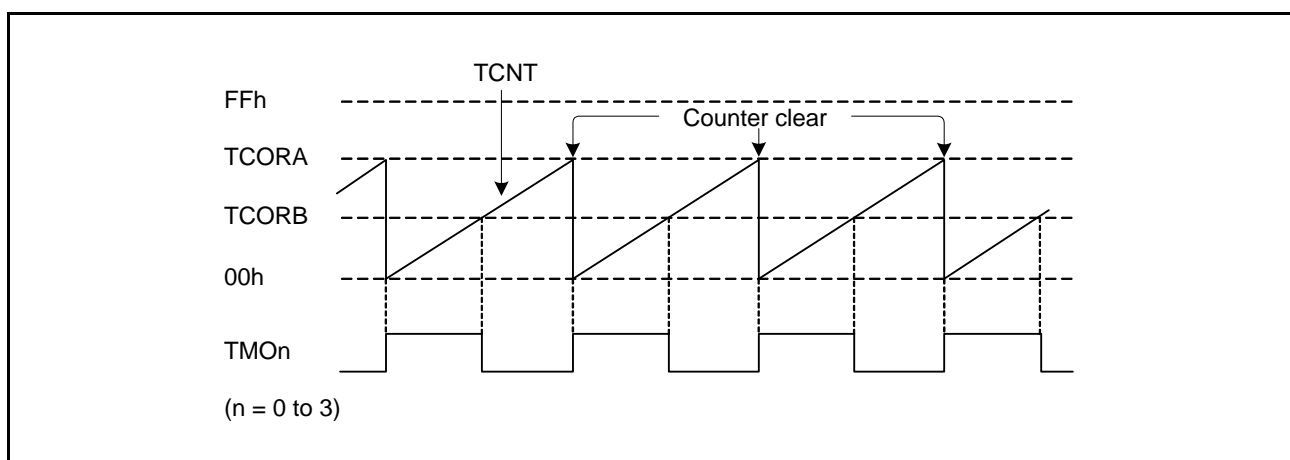 TCNT
FFh
Counter clear
TCORA
TCORB
00h
TMOn
(n = 0 to 3)